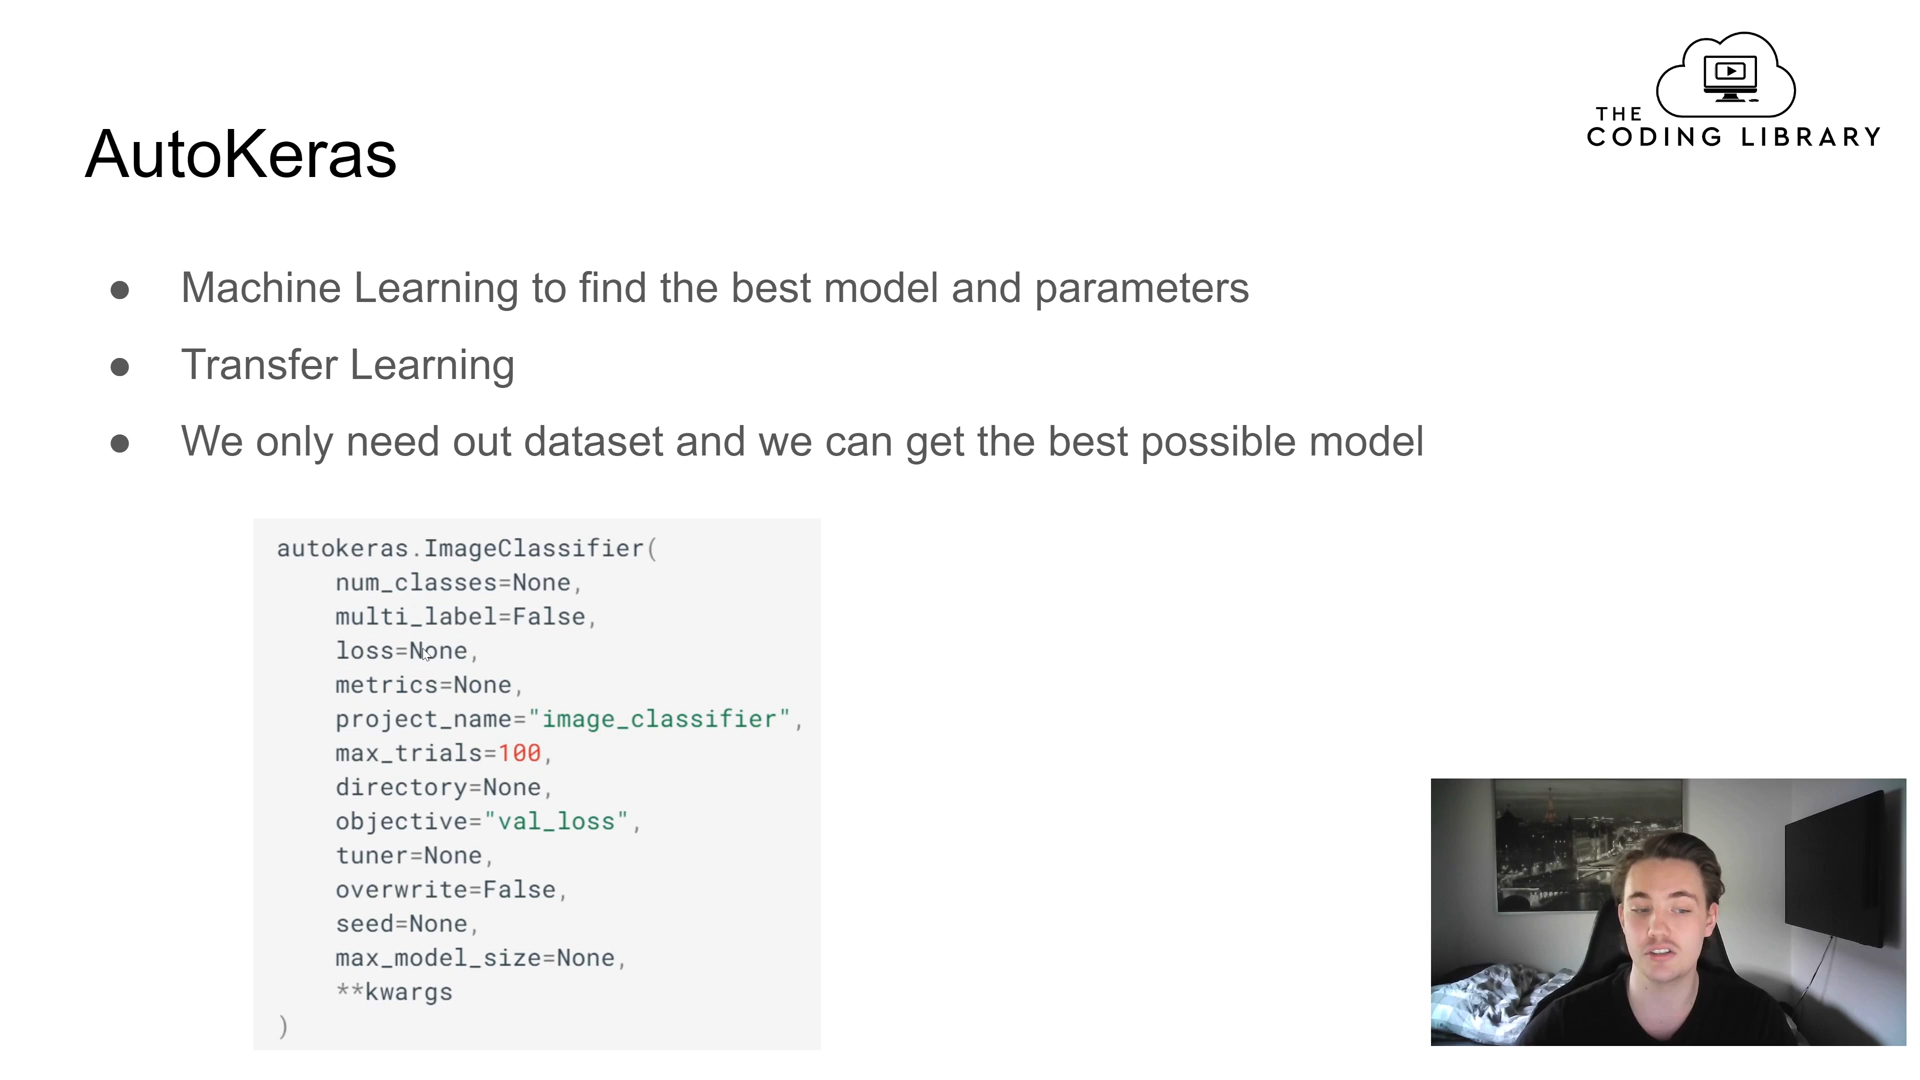 THE
CODING LIBRARY
AutoKeras
● Machine Learning to find the best model and parameters
● Transfer Learning
● We only need out dataset and we can get the best possible model
autokeras.ImageClassifier(
    num_classes=None,
    multi_label=False,
    loss=None,
    metrics=None,
    project_name="image_classifier",
    max_trials=100,
    directory=None,
    objective="val_loss",
    tuner=None,
    overwrite=False,
    seed=None,
    max_model_size=None,
    **kwargs
)